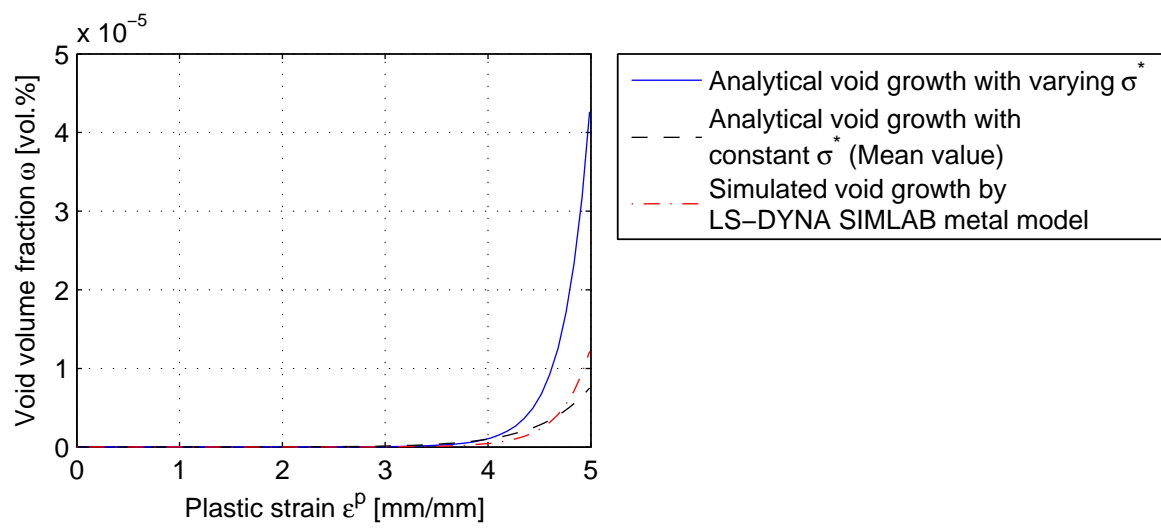 x 10−5
5
4
3
2
1
0
Void volume fraction ω [vol.%]
0 1 2 3 4 5
Plastic strain εp [mm/mm]
Analytical void growth with varying σ*
Analytical void growth with
constant σ* (Mean value)
Simulated void growth by
LS−DYNA SIMLAB metal model